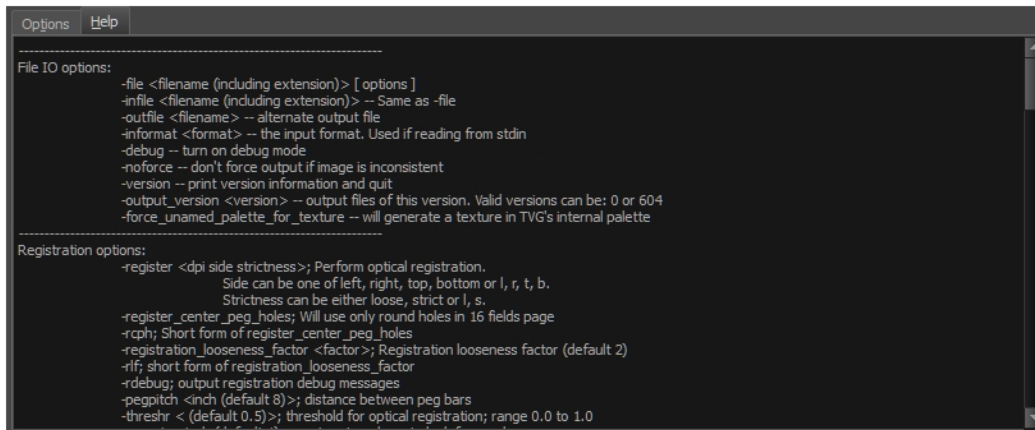 Options Help
------------------------------------------------------------------------
File IO options:
-file <filename (including extension)> [ options ]
-infile <filename (including extension)> -- Same as -file
-outfile <filename> -- alternate output file
-informat <format> -- the input format. Used if reading from stdin
-debug -- turn on debug mode
-noforce -- don't force output if image is inconsistent
-version -- print version information and quit
-output_version <version> -- output files of this version. Valid versions can be: 0 or 604
-force_unamed_palette_for_texture -- will generate a texture in TVG's internal palette
------------------------------------------------------------------------
Registration options:
-register <dpi side strictness>; Perform optical registration.
Side can be one of left, right, top, bottom or l, r, t, b.
Strictness can be either loose, strict or l, s.
-register_center_peg_holes; Will use only round holes in 16 fields page
-rcph; Short form of register_center_peg_holes
-registration_looseness_factor <factor>; Registration looseness factor (default 2)
-rlf; short form of registration_looseness_factor
-rdebug; output registration debug messages
-pegpitch <inch (default 8)>; distance between peg bars
-threshr < (default 0.5)>; threshold for optical registration; range 0.0 to 1.0